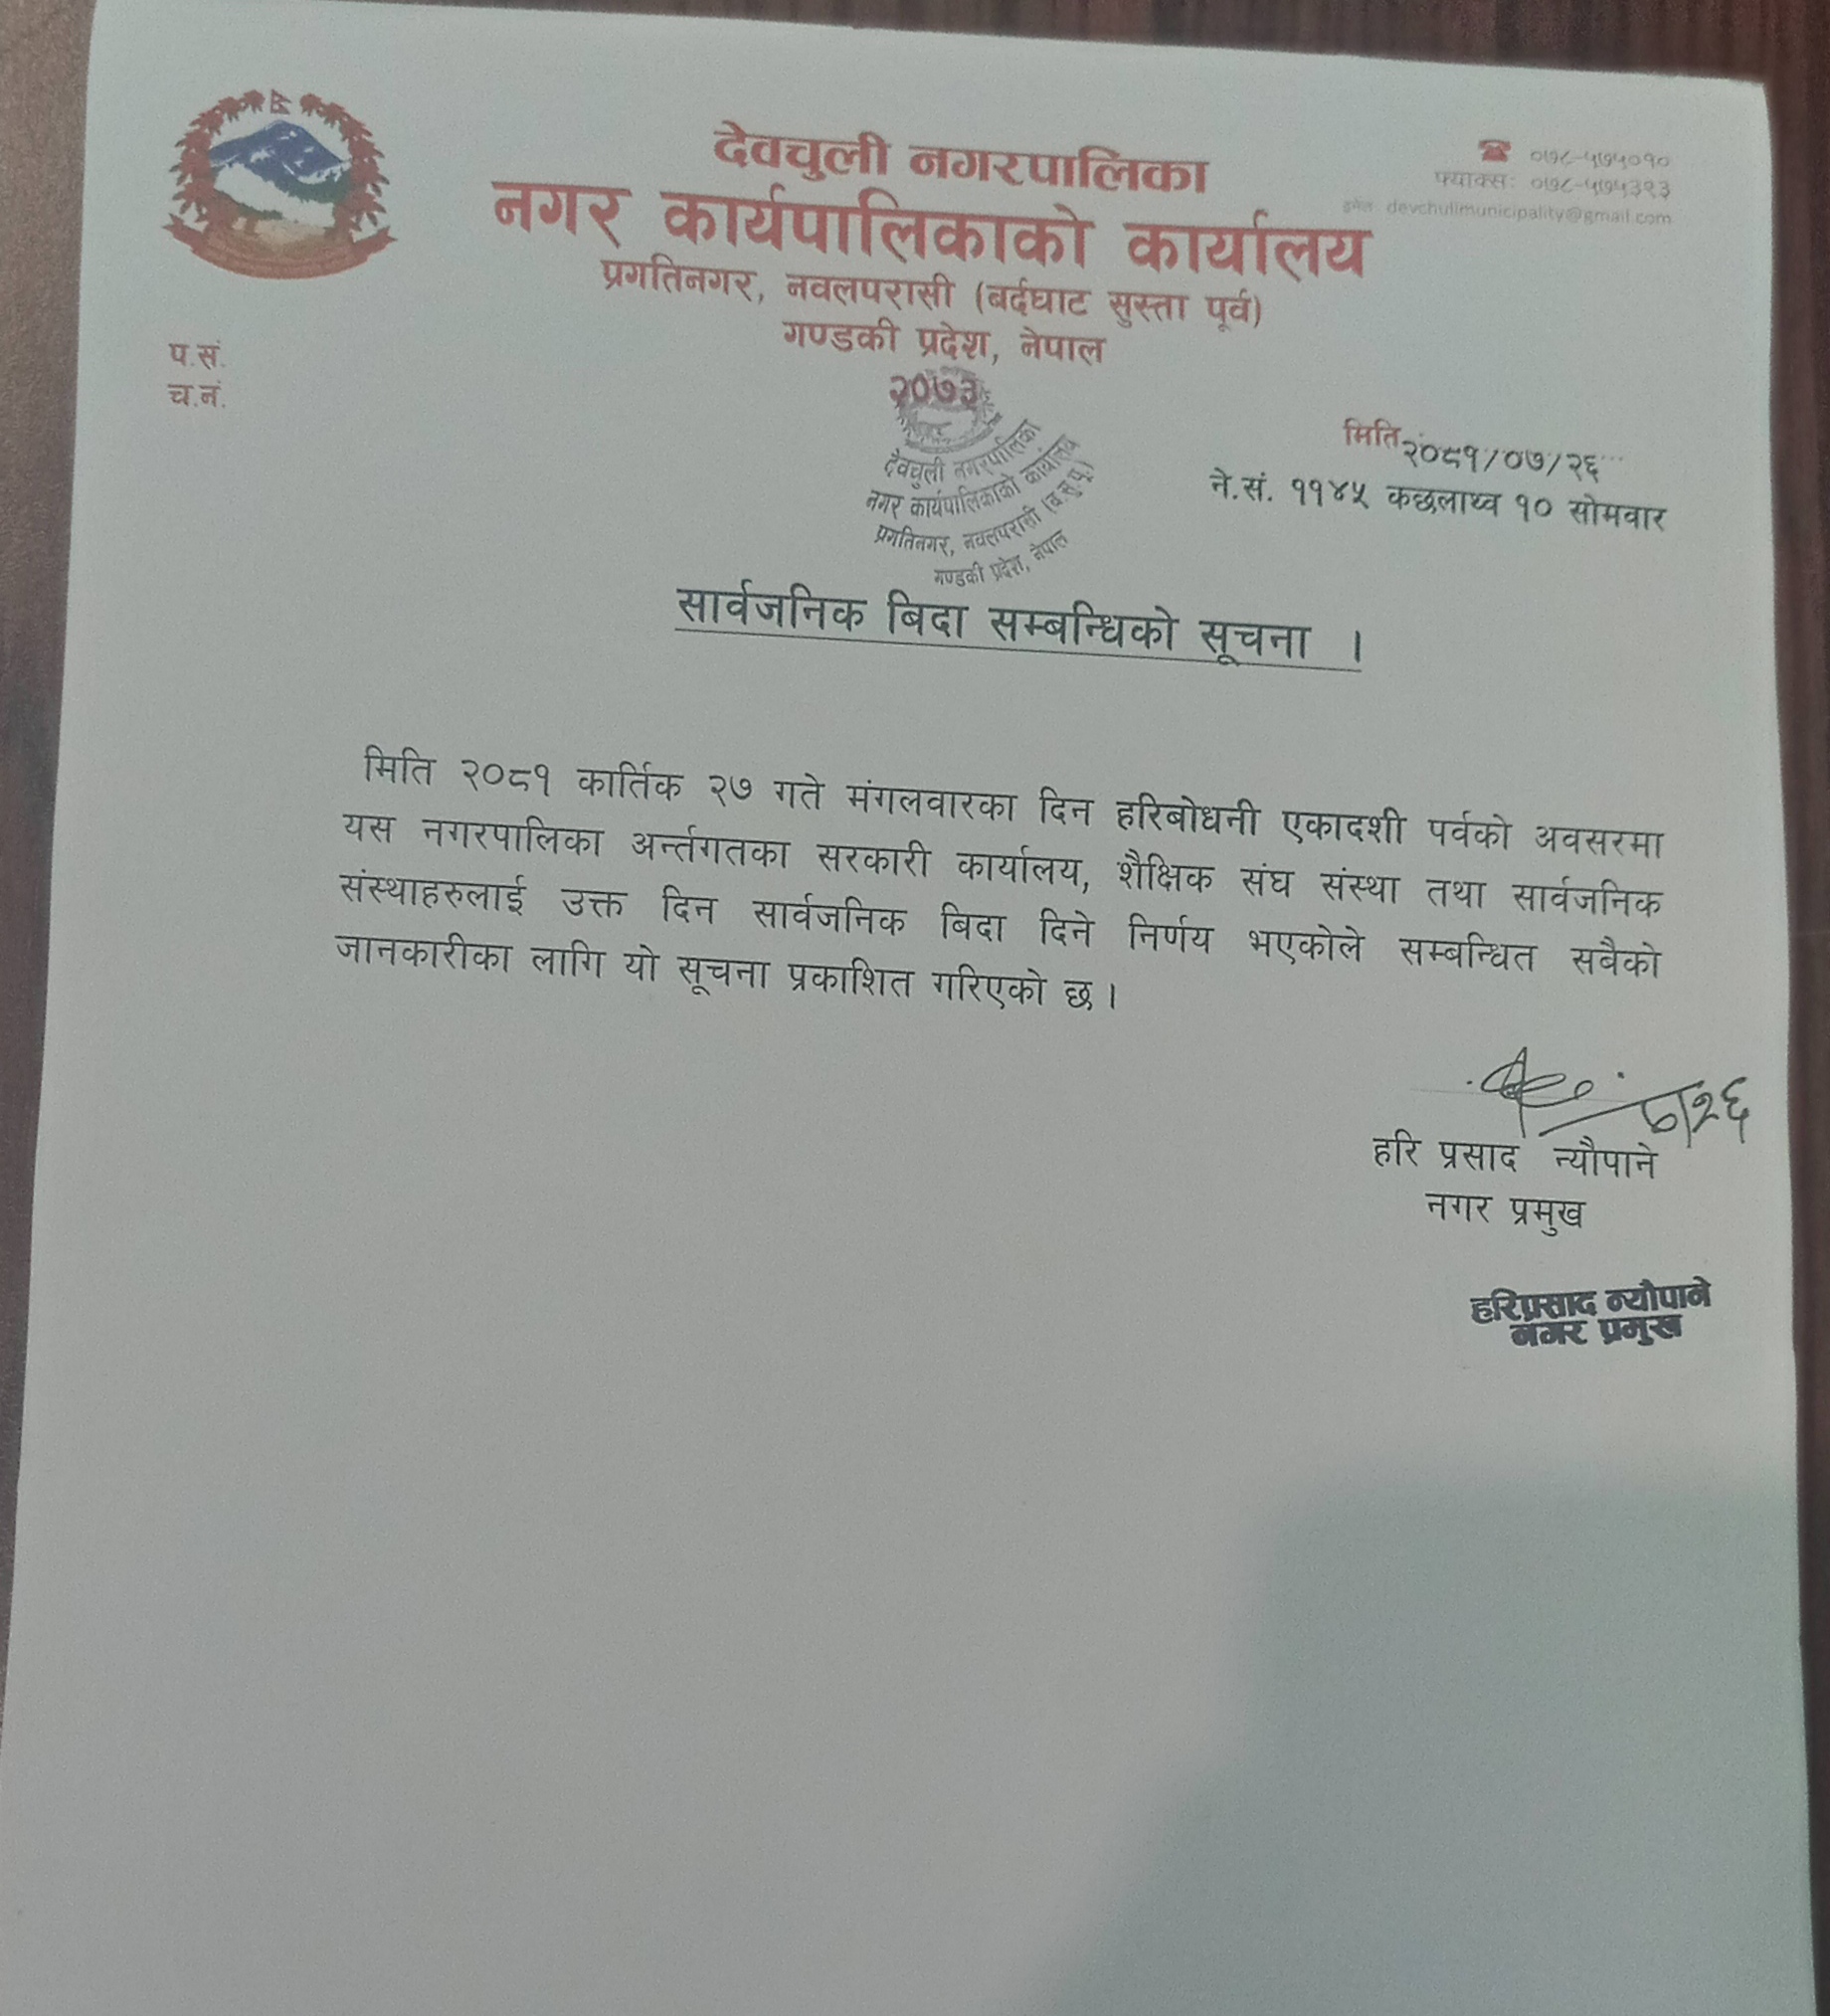 देवचुली नगरपालिका
नगर कार्यपालिकाको कार्यालय
प्रगतिनगर, नवलपरासी (बर्दघाट सुस्ता पूर्व)
गण्डकी प्रदेश, नेपाल
२०७३
☎ ०७८-५७५०१०
फ्याक्स: ०७८-५७५३१३
इमेल: devchulimunicipality@gmail.com
प.सं.
च.नं.
देवचुली नगरपालिका
नगर कार्यपालिकाको कार्यालय
प्रगतिनगर, नवलपरासी (ब.सु.पू.)
गण्डकी प्रदेश, नेपाल
मिति २०८१/०७/२६
ने.सं. ११४५ कछलाथ्व १० सोमवार
सार्वजनिक बिदा सम्बन्धिको सूचना ।
मिति २०८१ कार्तिक २७ गते मंगलवारका दिन हरिबोधनी एकादशी पर्वको अवसरमा
यस नगरपालिका अर्न्तगतका सरकारी कार्यालय, शैक्षिक संघ संस्था तथा सार्वजनिक
संस्थाहरुलाई उक्त दिन सार्वजनिक बिदा दिने निर्णय भएकोले सम्बन्धित सबैको
जानकारीका लागि यो सूचना प्रकाशित गरिएको छ ।
७/२६
हरि प्रसाद न्यौपाने
नगर प्रमुख
हरिप्रसाद न्यौपाने
नगर प्रमुख